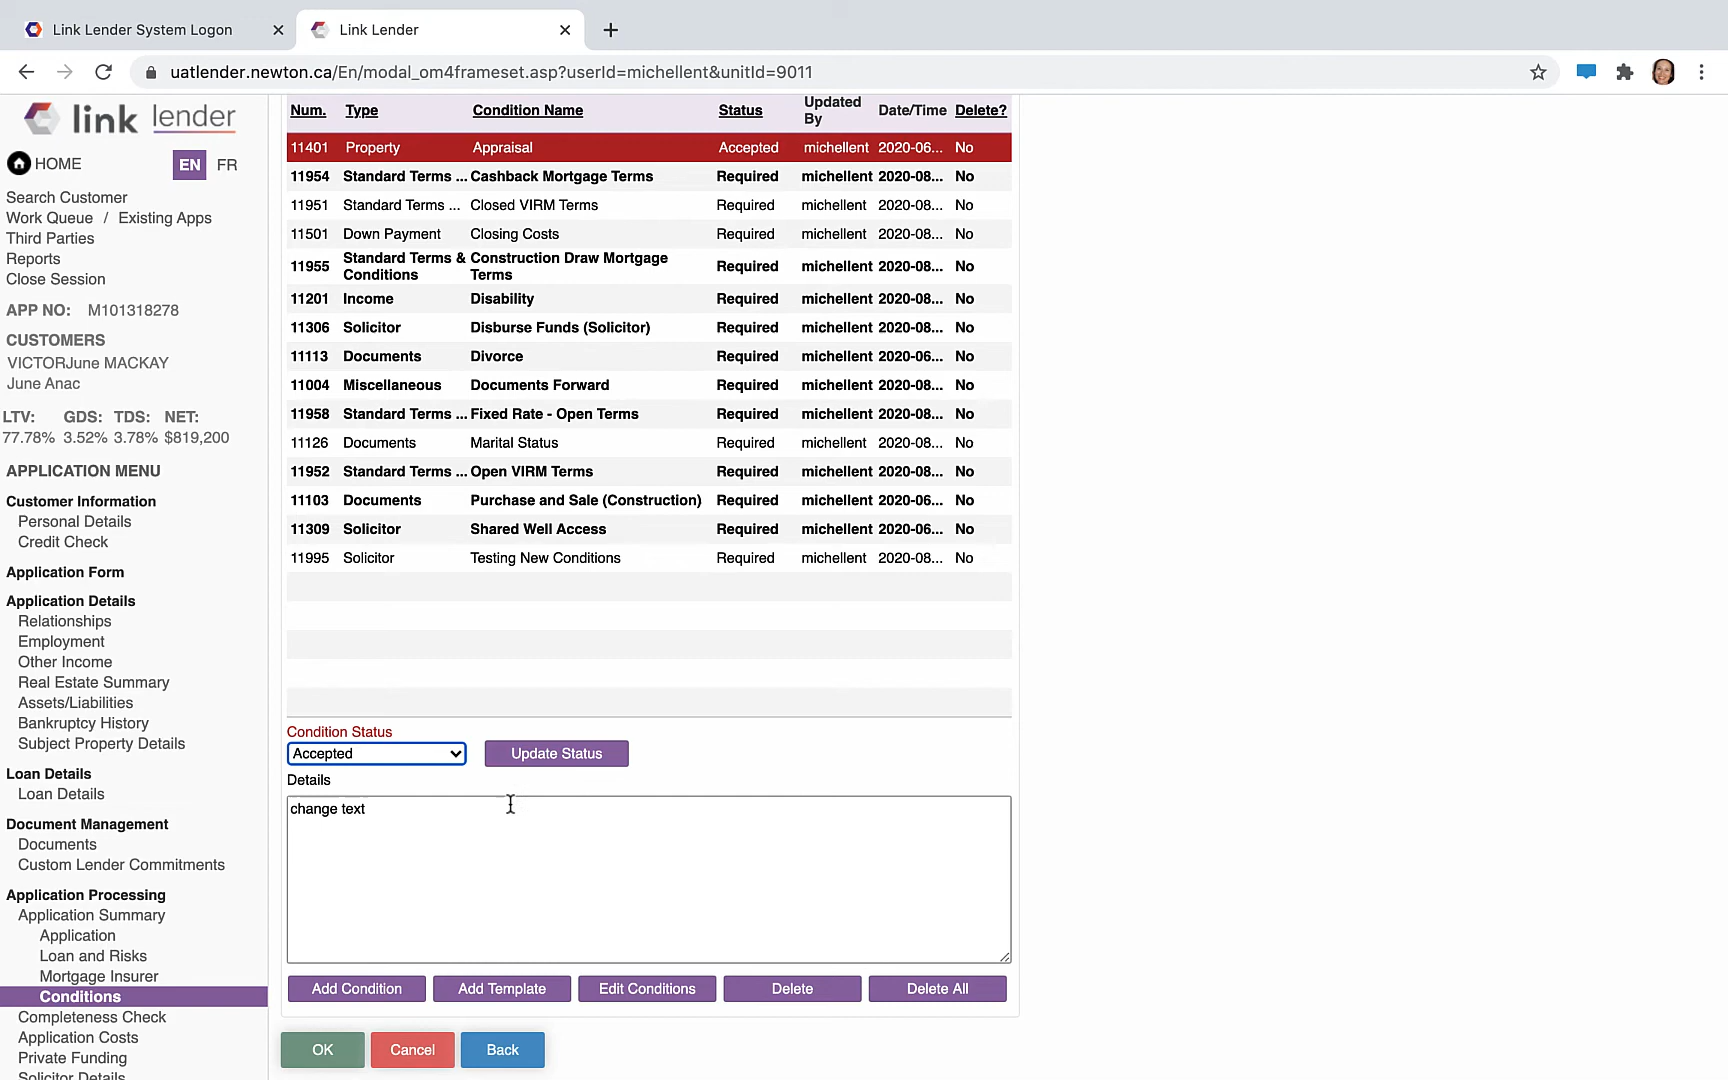 Link Lender System Logon
Link Lender
uatlender.newton.ca/En/modal_om4frameset.asp?userId=michellent&unitId=9011
link lender
HOME
EN
FR
Search Customer
Work Queue / Existing Apps
Third Parties
Reports
Close Session
APP NO: M101318278
CUSTOMERS
VICTORJune MACKAY
June Anac
LTV: GDS: TDS: NET:
77.78% 3.52% 3.78% $819,200
APPLICATION MENU
Customer Information
Personal Details
Credit Check
Application Form
Application Details
Relationships
Employment
Other Income
Real Estate Summary
Assets/Liabilities
Bankruptcy History
Subject Property Details
Loan Details
Loan Details
Document Management
Documents
Custom Lender Commitments
Application Processing
Application Summary
Application
Loan and Risks
Mortgage Insurer
Conditions
Completeness Check
Application Costs
Private Funding
Solicitor Details
Num. Type Condition Name Status Updated By Date/Time Delete?
11401 Property Appraisal Accepted michellent 2020-06... No
11954 Standard Terms ... Cashback Mortgage Terms Required michellent 2020-08... No
11951 Standard Terms ... Closed VIRM Terms Required michellent 2020-08... No
11501 Down Payment Closing Costs Required michellent 2020-08... No
11955 Standard Terms & Conditions Construction Draw Mortgage Terms Required michellent 2020-08... No
11201 Income Disability Required michellent 2020-08... No
11306 Solicitor Disburse Funds (Solicitor) Required michellent 2020-08... No
11113 Documents Divorce Required michellent 2020-06... No
11004 Miscellaneous Documents Forward Required michellent 2020-08... No
11958 Standard Terms ... Fixed Rate - Open Terms Required michellent 2020-08... No
11126 Documents Marital Status Required michellent 2020-08... No
11952 Standard Terms ... Open VIRM Terms Required michellent 2020-08... No
11103 Documents Purchase and Sale (Construction) Required michellent 2020-06... No
11309 Solicitor Shared Well Access Required michellent 2020-06... No
11995 Solicitor Testing New Conditions Required michellent 2020-08... No
Condition Status
Accepted
Update Status
Details
change text
Add Condition
Add Template
Edit Conditions
Delete
Delete All
OK
Cancel
Back